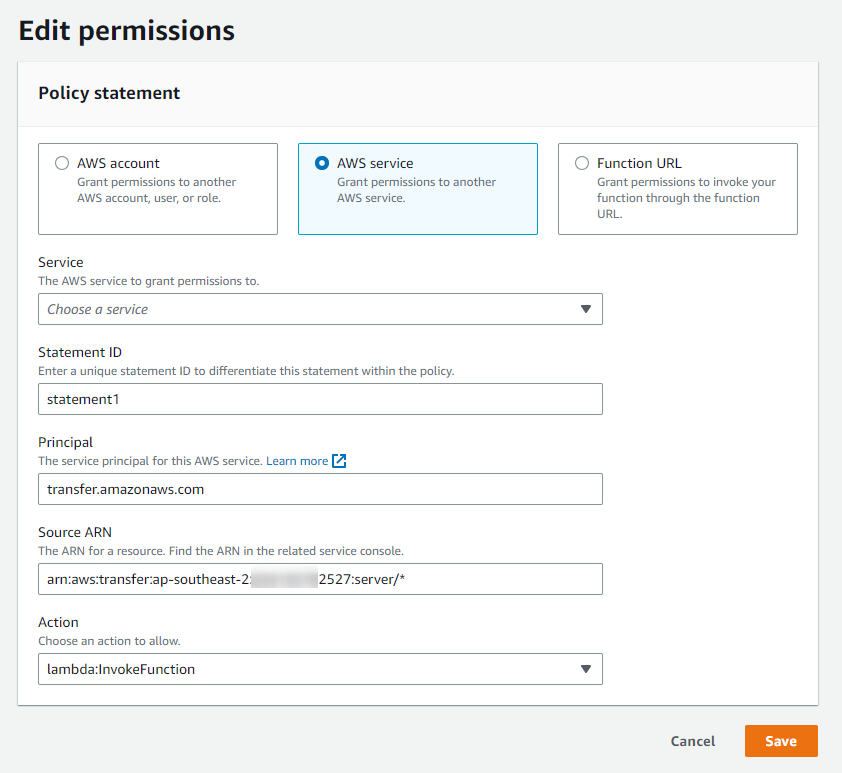 Edit permissions
Policy statement
AWS account
Grant permissions to another
AWS account, user, or role.
AWS service
Grant permissions to another
AWS service.
Function URL
Grant permissions to invoke your
function through the function
URL.
Service
The AWS service to grant permissions to.
Choose a service
Statement ID
Enter a unique statement ID to differentiate this statement within the policy.
statement1
Principal
The service principal for this AWS service. Learn more
transfer.amazonaws.com
Source ARN
The ARN for a resource. Find the ARN in the related service console.
arn:aws:transfer:ap-southeast-2: 2527:server/*
Action
Choose an action to allow.
lambda:InvokeFunction
Cancel
Save